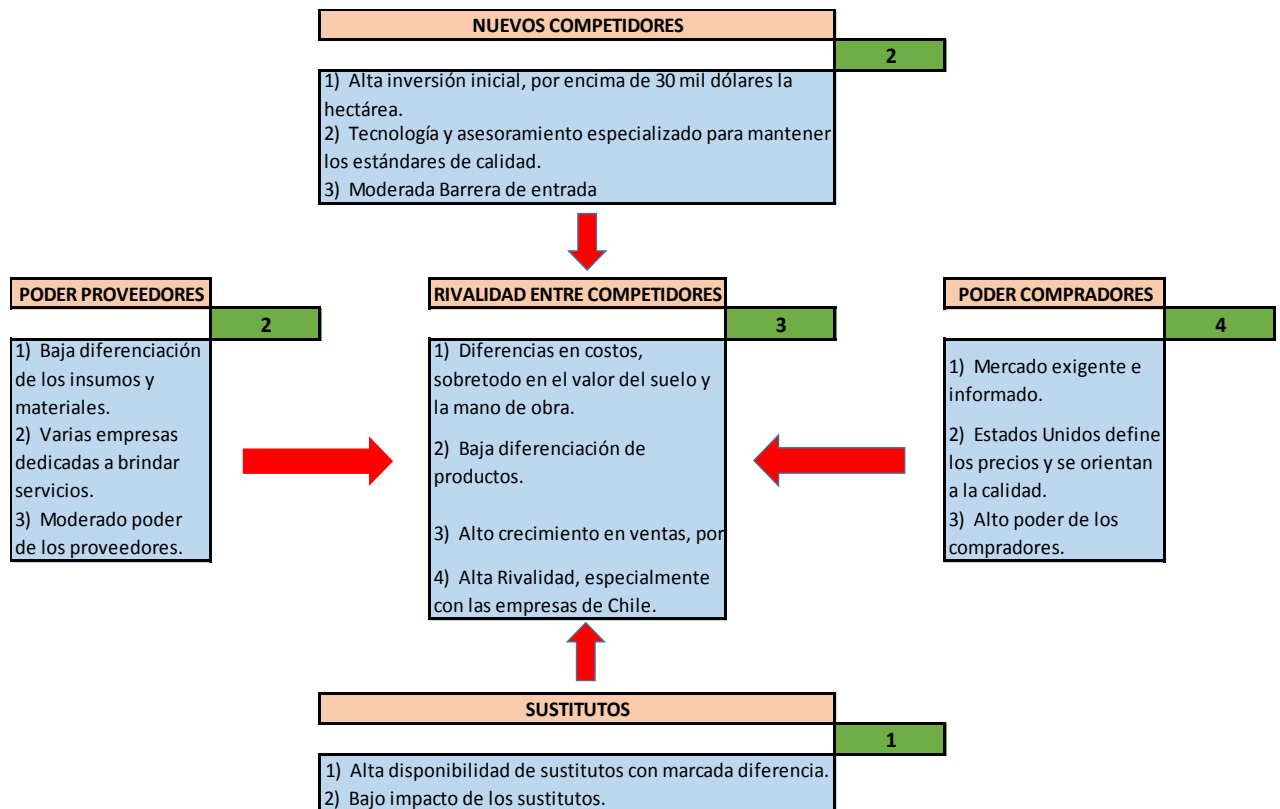 NUEVOS COMPETIDORES
2
1) Alta inversión inicial, por encima de 30 mil dólares la
hectárea.
2) Tecnología y asesoramiento especializado para mantener
los estándares de calidad.
3) Moderada Barrera de entrada
PODER PROVEEDORES
2
1) Baja diferenciación
de los insumos y
materiales.
2) Varias empresas
dedicadas a brindar
servicios.
3) Moderado poder
de los proveedores.
RIVALIDAD ENTRE COMPETIDORES
3
1) Diferencias en costos,
sobretodo en el valor del suelo y
la mano de obra.
2) Baja diferenciación de
productos.
3) Alto crecimiento en ventas, por
4) Alta Rivalidad, especialmente
con las empresas de Chile.
PODER COMPRADORES
4
1) Mercado exigente e
informado.
2) Estados Unidos define
los precios y se orientan
a la calidad.
3) Alto poder de los
compradores.
SUSTITUTOS
1
1) Alta disponibilidad de sustitutos con marcada diferencia.
2) Bajo impacto de los sustitutos.